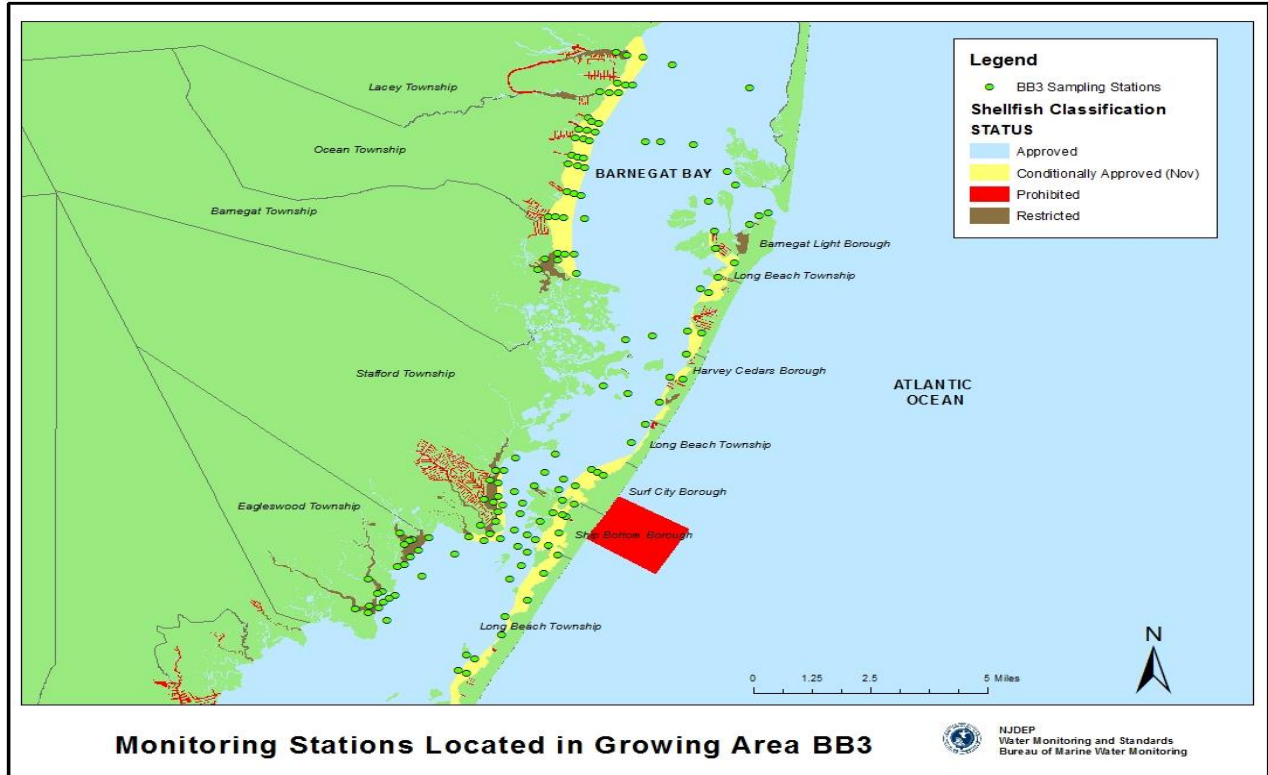 Legend
BB3 Sampling Stations
Shellfish Classification
STATUS
Approved
Conditionally Approved (Nov)
Prohibited
Restricted
Lacey Township
Ocean Township
BARNEGAT BAY
Barnegat Township
Barnegat Light Borough
Long Beach Township
Stafford Township
Harvey Cedars Borough
ATLANTIC
OCEAN
Long Beach Township
Surf City Borough
Eagleswood Township
Ship Bottom Borough
Long Beach Township
N
0 1.25 2.5 5 Miles
Monitoring Stations Located in Growing Area BB3
NJDEP
Water Monitoring and Standards
Bureau of Marine Water Monitoring